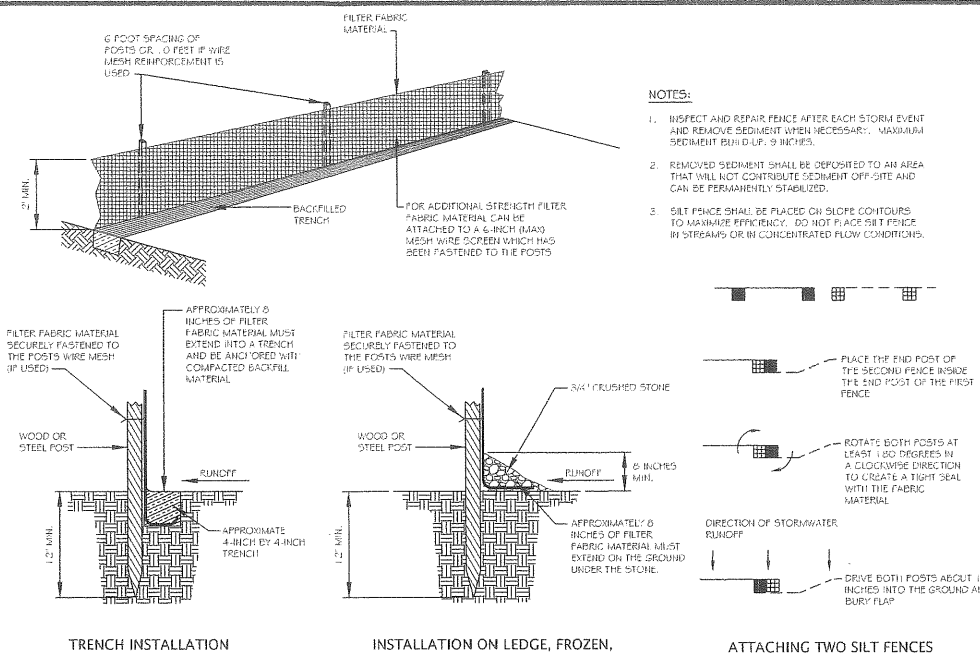 6 FOOT SPACING OF
POSTS OR 10 FEET IF WIRE
MESH REINFORCEMENT IS
USED
FILTER FABRIC
MATERIAL
2' MIN.
BACKFILLED
TRENCH
FOR ADDITIONAL STRENGTH FILTER
FABRIC MATERIAL CAN BE
ATTACHED TO A 6-INCH (MAX)
MESH WIRE SCREEN WHICH HAS
BEEN FASTENED TO THE POSTS
NOTES:
1. INSPECT AND REPAIR FENCE AFTER EACH STORM EVENT
AND REMOVE SEDIMENT WHEN NECESSARY. MAXIMUM
SEDIMENT BUILD-UP: 9 INCHES.
2. REMOVED SEDIMENT SHALL BE DEPOSITED TO AN AREA
THAT WILL NOT CONTRIBUTE SEDIMENT OFF-SITE AND
CAN BE PERMANENTLY STABILIZED.
3. SILT FENCE SHALL BE PLACED ON SLOPE CONTOURS
TO MAXIMIZE EFFICIENCY. DO NOT PLACE SILT FENCE
IN STREAMS OR IN CONCENTRATED FLOW CONDITIONS.
FILTER FABRIC MATERIAL
SECURELY FASTENED TO
THE POSTS WIRE MESH
(IF USED)
APPROXIMATELY 8
INCHES OF FILTER
FABRIC MATERIAL MUST
EXTEND INTO A TRENCH
AND BE ANCHORED WITH
COMPACTED BACKFILL
MATERIAL
WOOD OR
STEEL POST
RUNOFF
12" MIN.
APPROXIMATE
4-INCH BY 4-INCH
TRENCH
TRENCH INSTALLATION
FILTER FABRIC MATERIAL
SECURELY FASTENED TO
THE POSTS WIRE MESH
(IF USED)
3/4" CRUSHED STONE
WOOD OR
STEEL POST
RUNOFF
8 INCHES
MIN.
12" MIN.
APPROXIMATELY 8
INCHES OF FILTER
FABRIC MATERIAL MUST
EXTEND ON THE GROUND
UNDER THE STONE.
INSTALLATION ON LEDGE, FROZEN,
PLACE THE END POST OF
THE SECOND FENCE INSIDE
THE END POST OF THE FIRST
FENCE
ROTATE BOTH POSTS AT
LEAST 180 DEGREES IN
A CLOCKWISE DIRECTION
TO CREATE A TIGHT SEAL
WITH THE FABRIC
MATERIAL
DIRECTION OF STORMWATER
RUNOFF
DRIVE BOTH POSTS ABOUT
INCHES INTO THE GROUND
BURY FLAP
ATTACHING TWO SILT FENCES